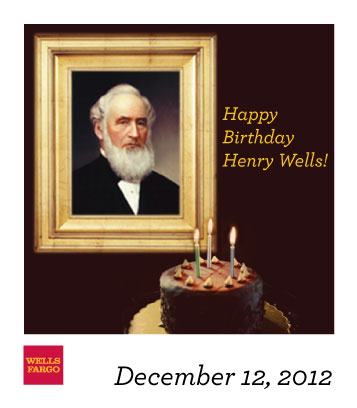 Happy
Birthday
Henry Wells!
WELLS
FARGO
December 12, 2012